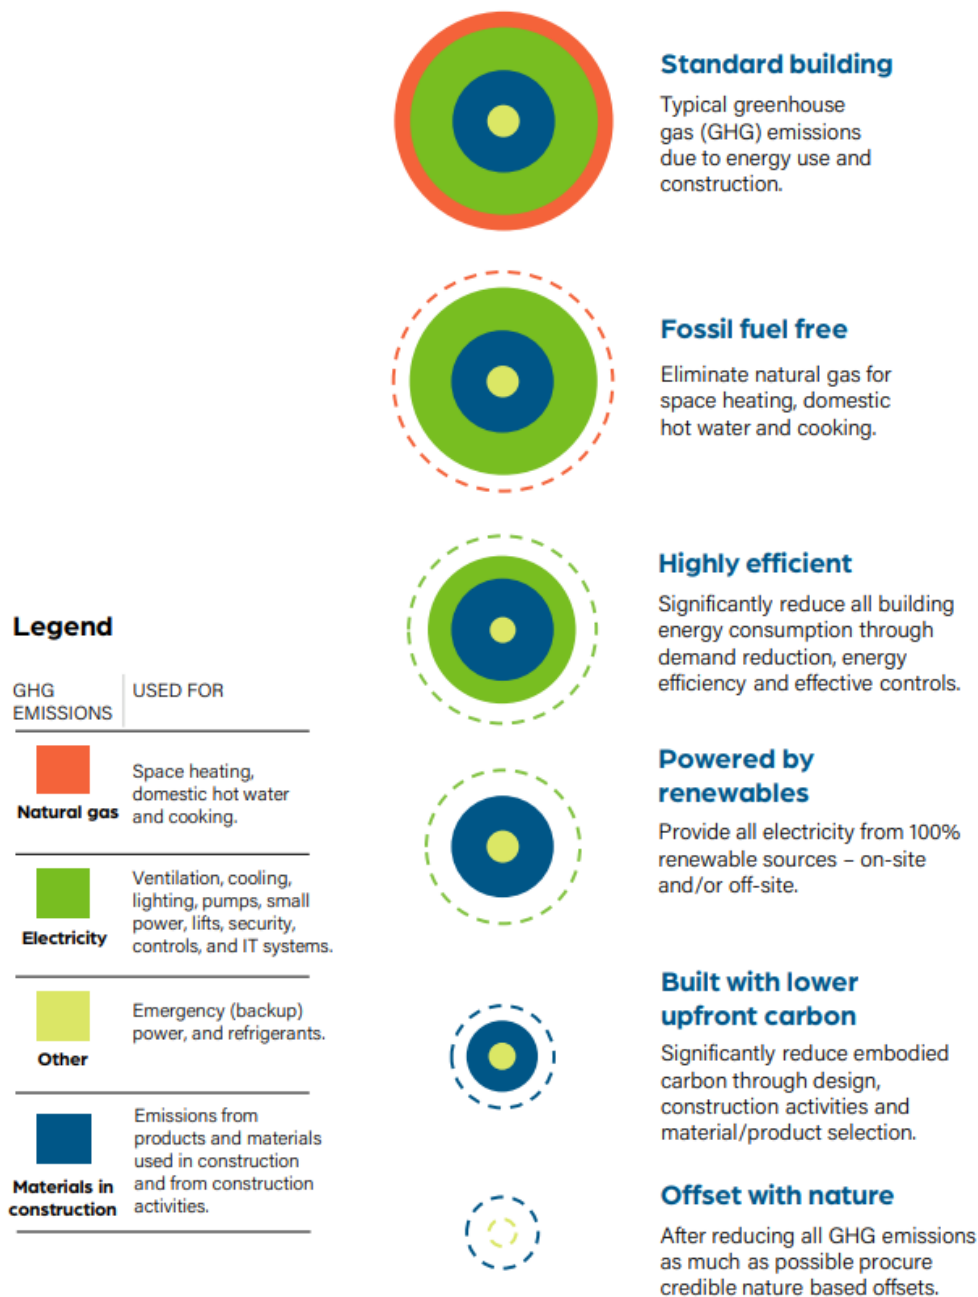 Standard building
Typical greenhouse
gas (GHG) emissions
due to energy use and
construction.
Fossil fuel free
Eliminate natural gas for
space heating, domestic
hot water and cooking.
Highly efficient
Significantly reduce all building
energy consumption through
demand reduction, energy
efficiency and effective controls.
Powered by
renewables
Provide all electricity from 100%
renewable sources – on-site
and/or off-site.
Built with lower
upfront carbon
Significantly reduce embodied
carbon through design,
construction activities and
material/product selection.
Offset with nature
After reducing all GHG emissions
as much as possible procure
credible nature based offsets.
Legend
GHG
EMISSIONS
USED FOR
Natural gas
Space heating,
domestic hot water
and cooking.
Electricity
Ventilation, cooling,
lighting, pumps, small
power, lifts, security,
controls, and IT systems.
Other
Emergency (backup)
power, and refrigerants.
Materials in
construction
Emissions from
products and materials
used in construction
and from construction
activities.